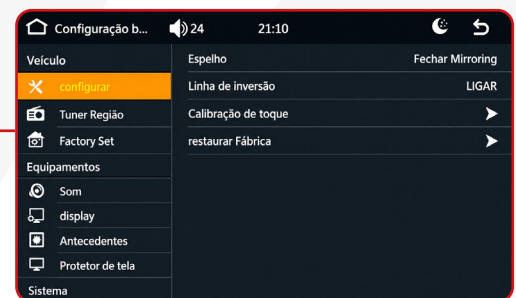 Configuração b... 24 21:10
Veículo
configurar
Tuner Região
Factory Set
Equipamentos
Som
display
Antecedentes
Protetor de tela
Sistema
Espelho Fechar Mirroring
Linha de inversão LIGAR
Calibração de toque
restaurar Fábrica